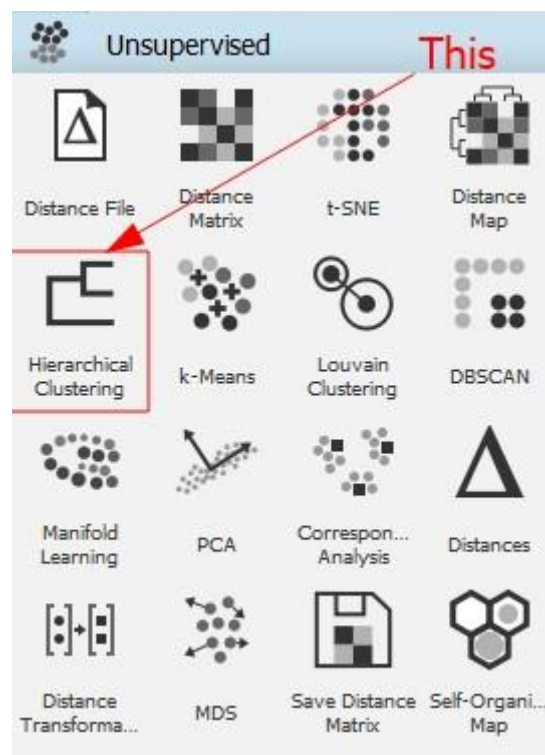 Unsupervised
This
Distance File
Distance
Matrix
t-SNE
Distance
Map
Hierarchical
Clustering
k-Means
Louvain
Clustering
DBSCAN
Manifold
Learning
PCA
Correspon...
Analysis
Distances
Distance
Transforma...
MDS
Save Distance
Matrix
Self-Organi...
Map